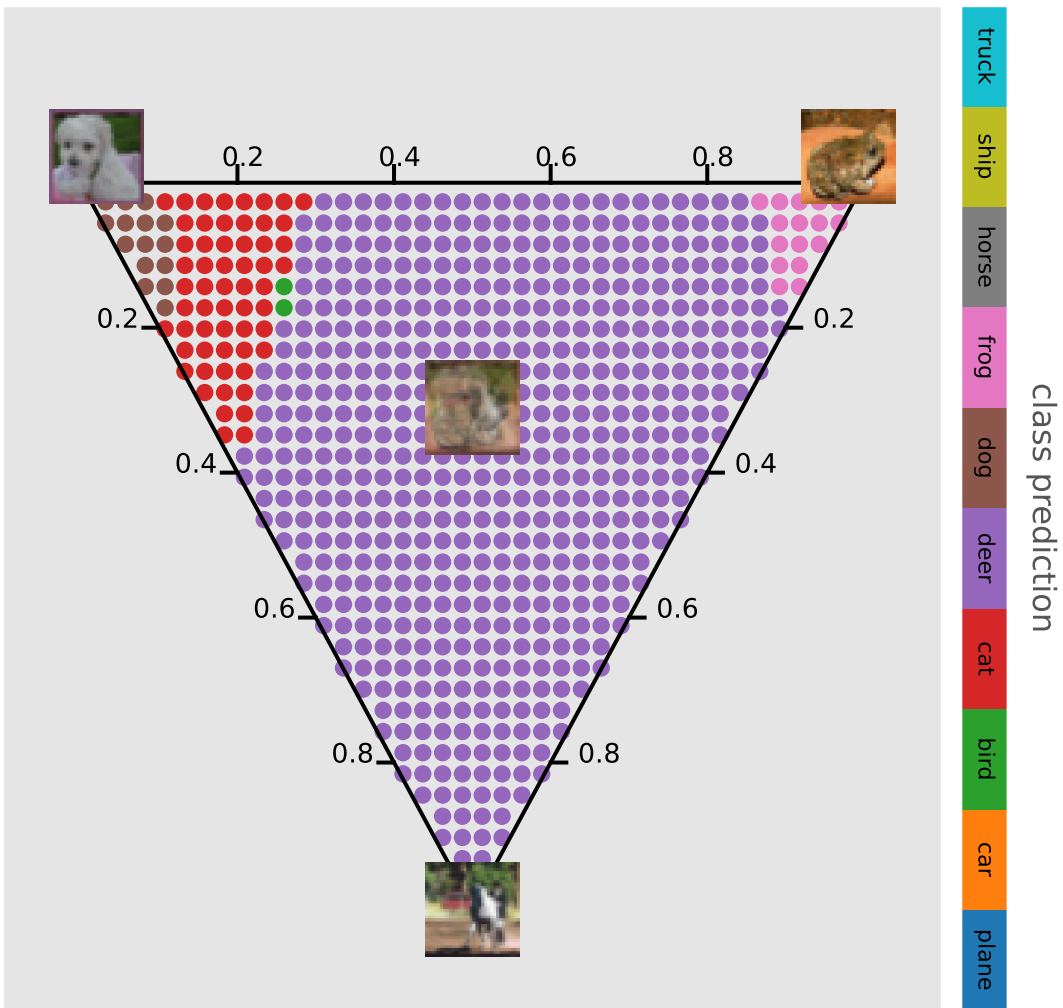 0.2 0.4 0.6 0.8
0.2 0.2
0.4 0.4
0.6 0.6
0.8 0.8
truck
ship
horse
frog
dog
deer
cat
bird
car
plane
class prediction